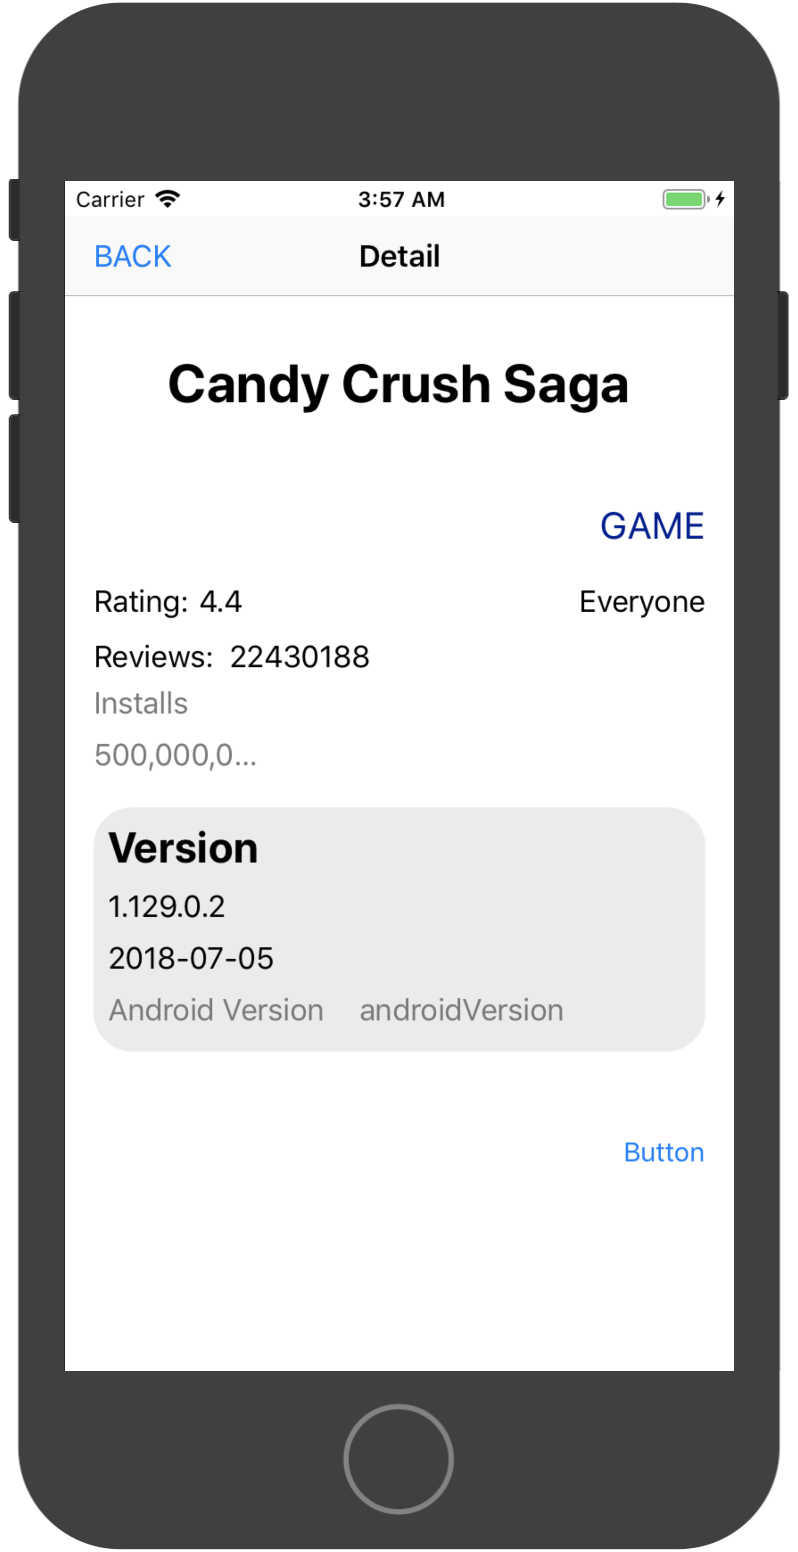 Carrier 3:57 AM
BACK Detail
Candy Crush Saga
GAME
Rating: 4.4 Everyone
Reviews: 22430188
Installs
500,000,0...
Version
1.129.0.2
2018-07-05
Android Version androidVersion
Button